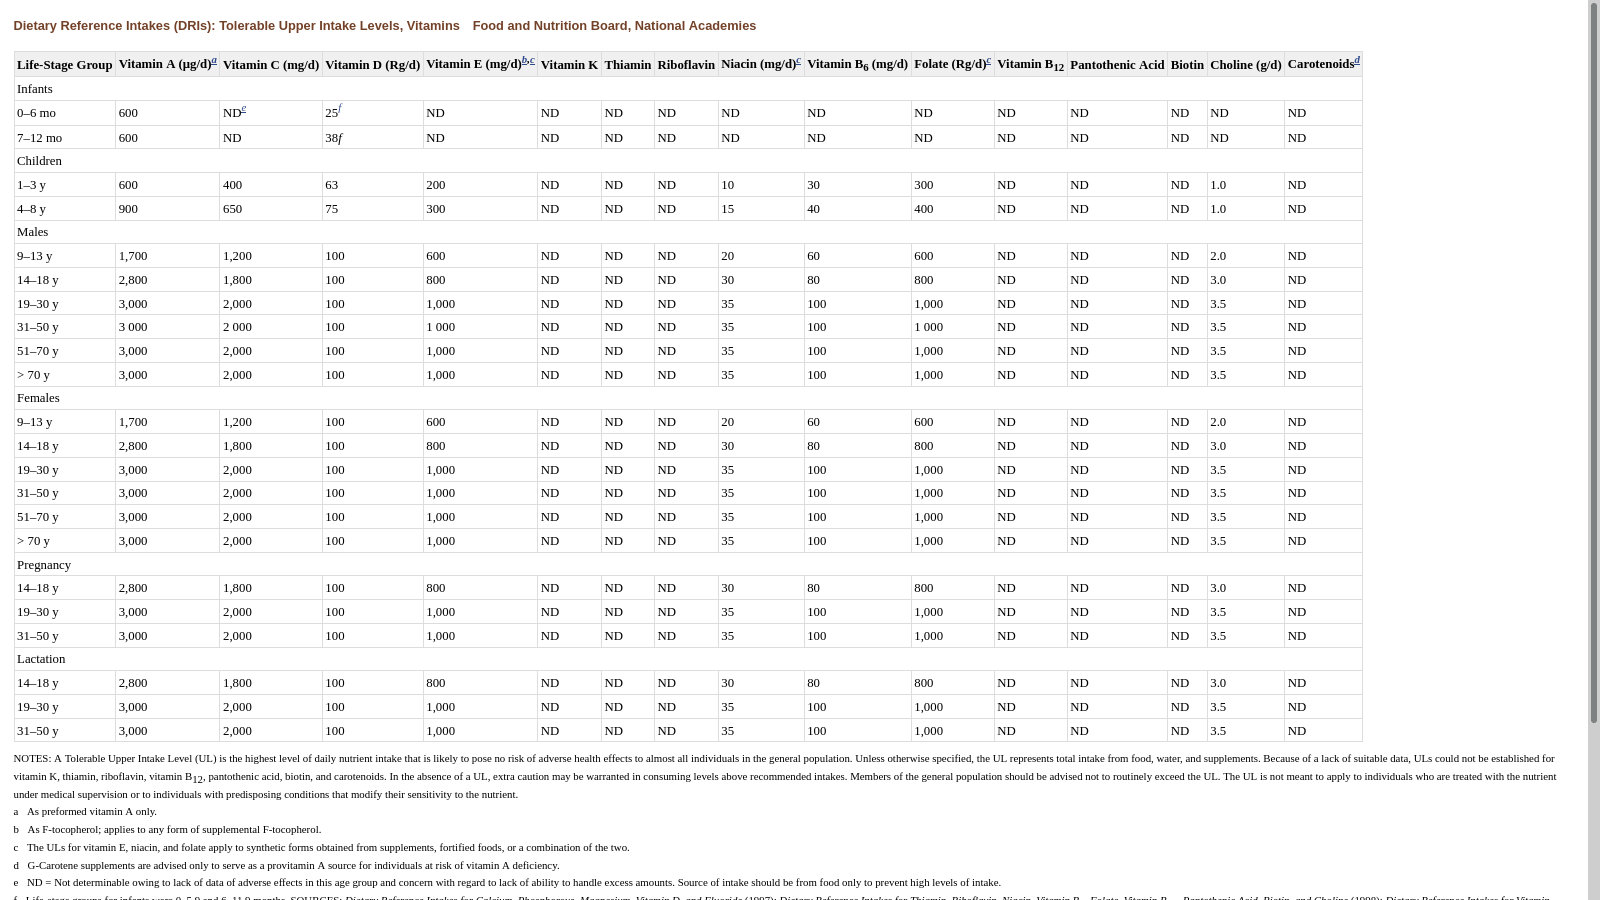 Dietary Reference Intakes (DRIs): Tolerable Upper Intake Levels, Vitamins Food and Nutrition Board, National Academies
Life-Stage Group Vitamin A (µg/d)a Vitamin C (mg/d) Vitamin D (Rg/d) Vitamin E (mg/d)b,c Vitamin K Thiamin Riboflavin Niacin (mg/d)c Vitamin B6 (mg/d) Folate (Rg/d)c Vitamin B12 Pantothenic Acid Biotin Choline (g/d) Carotenoidsd
Infants
0–6 mo 600 NDe 25f ND ND ND ND ND ND ND ND ND ND ND ND
7–12 mo 600 ND 38f ND ND ND ND ND ND ND ND ND ND ND ND
Children
1–3 y 600 400 63 200 ND ND ND 10 30 300 ND ND ND 1.0 ND
4–8 y 900 650 75 300 ND ND ND 15 40 400 ND ND ND 1.0 ND
Males
9–13 y 1,700 1,200 100 600 ND ND ND 20 60 600 ND ND ND 2.0 ND
14–18 y 2,800 1,800 100 800 ND ND ND 30 80 800 ND ND ND 3.0 ND
19–30 y 3,000 2,000 100 1,000 ND ND ND 35 100 1,000 ND ND ND 3.5 ND
31–50 y 3 000 2 000 100 1 000 ND ND ND 35 100 1 000 ND ND ND 3.5 ND
51–70 y 3,000 2,000 100 1,000 ND ND ND 35 100 1,000 ND ND ND 3.5 ND
> 70 y 3,000 2,000 100 1,000 ND ND ND 35 100 1,000 ND ND ND 3.5 ND
Females
9–13 y 1,700 1,200 100 600 ND ND ND 20 60 600 ND ND ND 2.0 ND
14–18 y 2,800 1,800 100 800 ND ND ND 30 80 800 ND ND ND 3.0 ND
19–30 y 3,000 2,000 100 1,000 ND ND ND 35 100 1,000 ND ND ND 3.5 ND
31–50 y 3,000 2,000 100 1,000 ND ND ND 35 100 1,000 ND ND ND 3.5 ND
51–70 y 3,000 2,000 100 1,000 ND ND ND 35 100 1,000 ND ND ND 3.5 ND
> 70 y 3,000 2,000 100 1,000 ND ND ND 35 100 1,000 ND ND ND 3.5 ND
Pregnancy
14–18 y 2,800 1,800 100 800 ND ND ND 30 80 800 ND ND ND 3.0 ND
19–30 y 3,000 2,000 100 1,000 ND ND ND 35 100 1,000 ND ND ND 3.5 ND
31–50 y 3,000 2,000 100 1,000 ND ND ND 35 100 1,000 ND ND ND 3.5 ND
Lactation
14–18 y 2,800 1,800 100 800 ND ND ND 30 80 800 ND ND ND 3.0 ND
19–30 y 3,000 2,000 100 1,000 ND ND ND 35 100 1,000 ND ND ND 3.5 ND
31–50 y 3,000 2,000 100 1,000 ND ND ND 35 100 1,000 ND ND ND 3.5 ND
NOTES: A Tolerable Upper Intake Level (UL) is the highest level of daily nutrient intake that is likely to pose no risk of adverse health effects to almost all individuals in the general population. Unless otherwise specified, the UL represents total intake from food, water, and supplements. Because of a lack of suitable data, ULs could not be established for
vitamin K, thiamin, riboflavin, vitamin B12, pantothenic acid, biotin, and carotenoids. In the absence of a UL, extra caution may be warranted in consuming levels above recommended intakes. Members of the general population should be advised not to routinely exceed the UL. The UL is not meant to apply to individuals who are treated with the nutrient
under medical supervision or to individuals with predisposing conditions that modify their sensitivity to the nutrient.
a As preformed vitamin A only.
b As F-tocopherol; applies to any form of supplemental F-tocopherol.
c The ULs for vitamin E, niacin, and folate apply to synthetic forms obtained from supplements, fortified foods, or a combination of the two.
d G-Carotene supplements are advised only to serve as a provitamin A source for individuals at risk of vitamin A deficiency.
e ND = Not determinable owing to lack of data of adverse effects in this age group and concern with regard to lack of ability to handle excess amounts. Source of intake should be from food only to prevent high levels of intake.